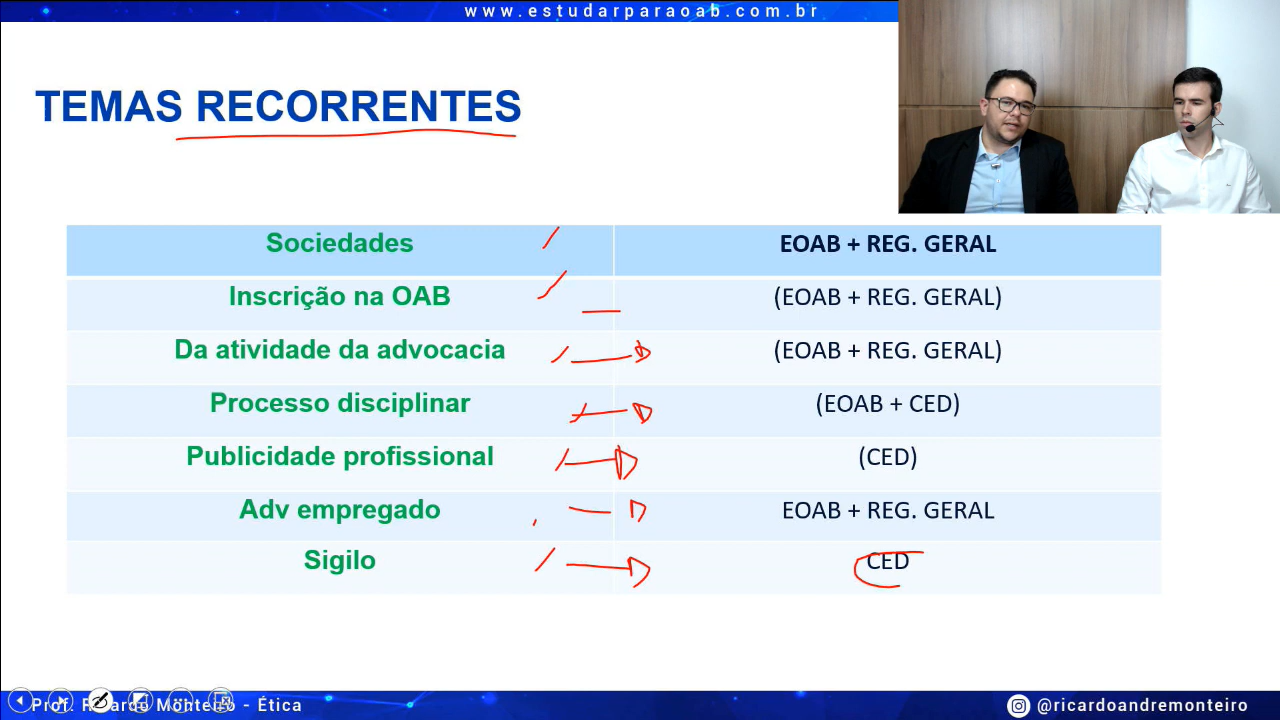 www.estudarparaoab.com.br
TEMAS RECORRENTES
Sociedades EOAB + REG. GERAL
Inscrição na OAB (EOAB + REG. GERAL)
Da atividade da advocacia (EOAB + REG. GERAL)
Processo disciplinar (EOAB + CED)
Publicidade profissional (CED)
Adv empregado EOAB + REG. GERAL
Sigilo CED
Prof. Ricardo Monteiro - Ética @ricardoandremonteiro